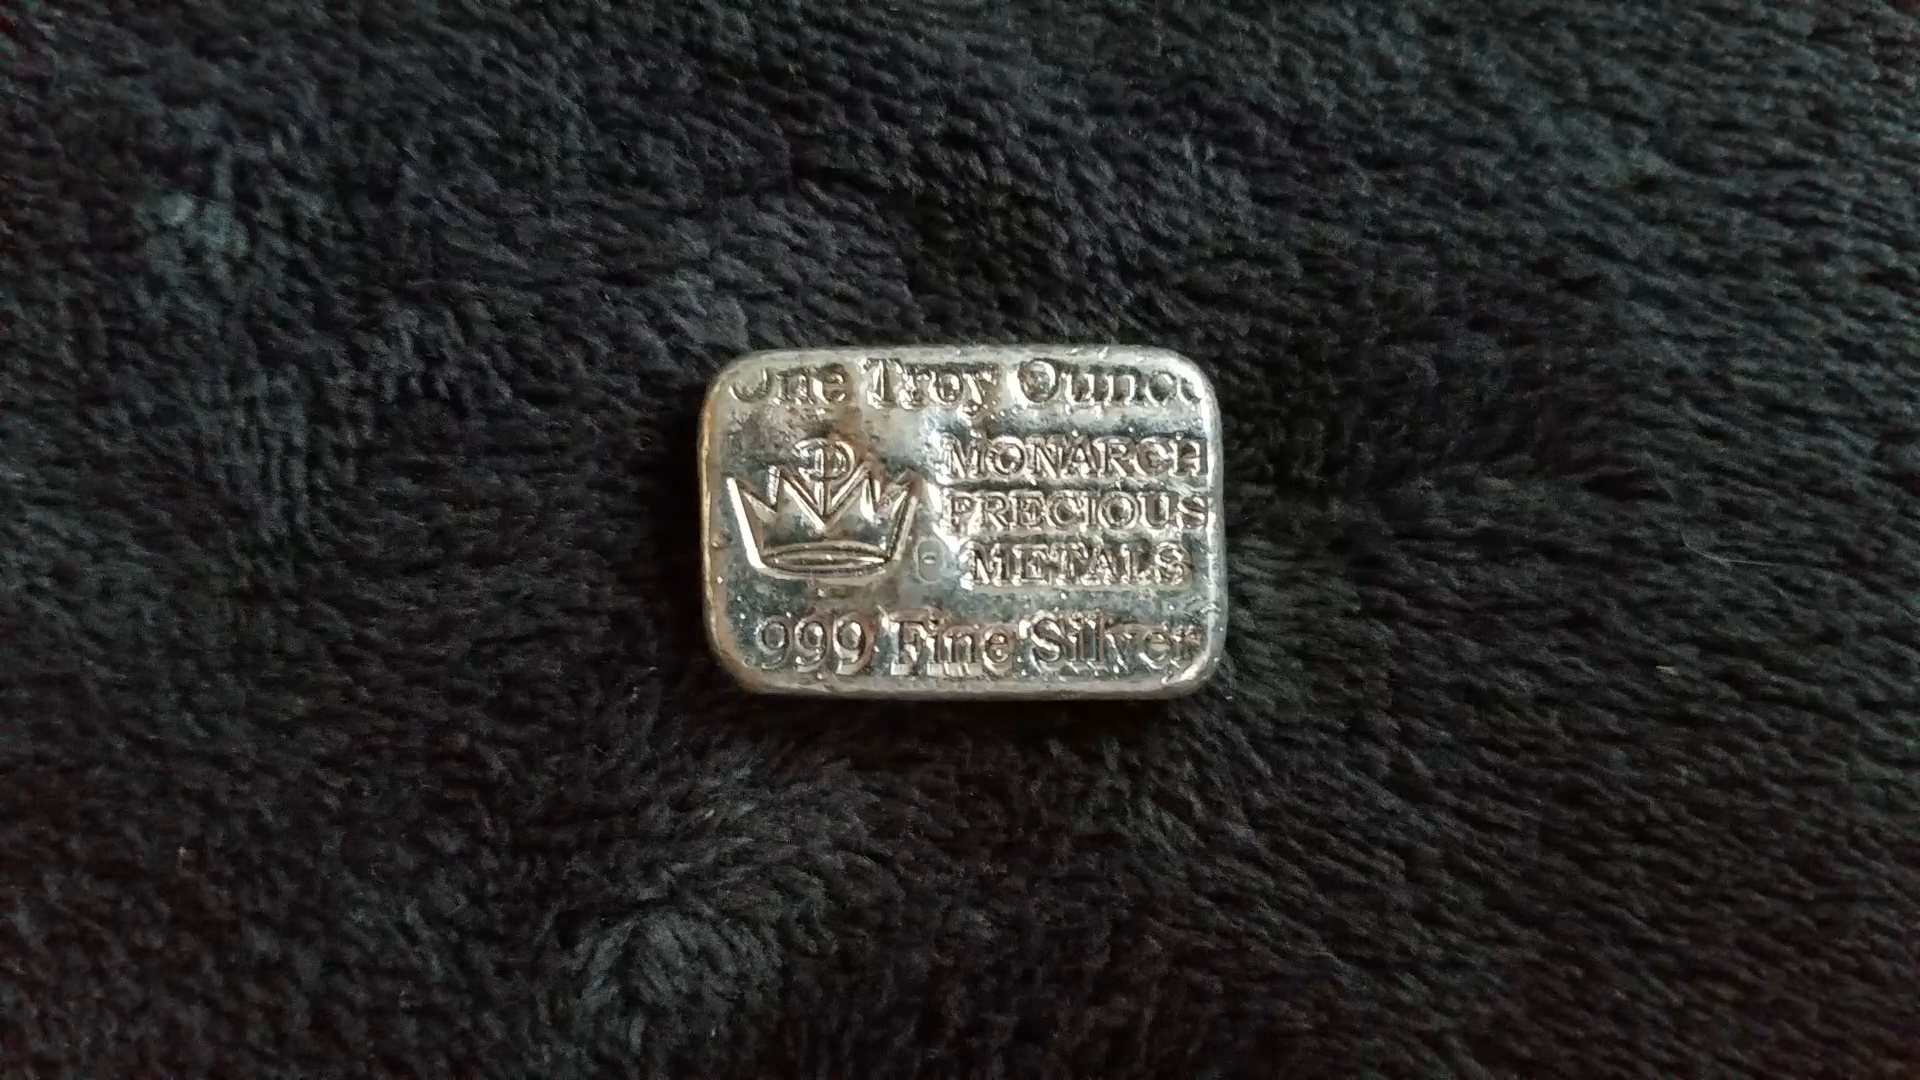 One Troy Ounce
MONARCH
PRECIOUS
METALS
999 Fine Silver